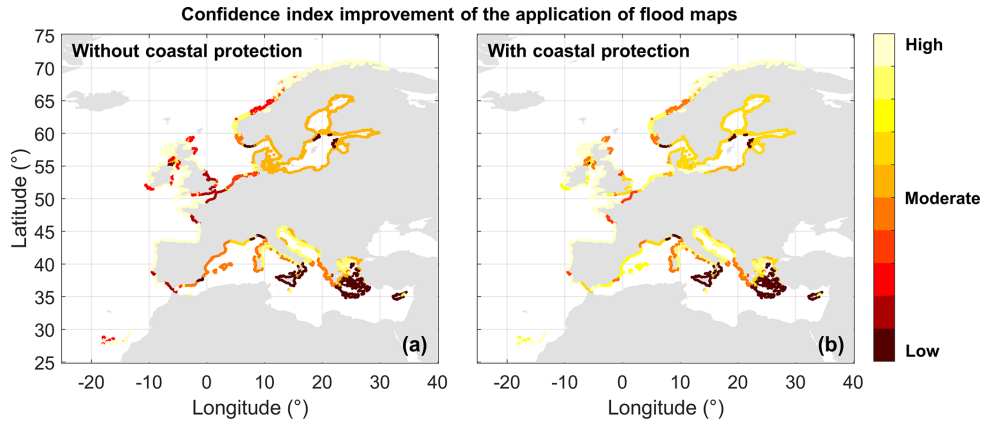 Confidence index improvement of the application of flood maps
Without coastal protection
75
70
65
60
55
50
45
40
35
30
25
Latitude (°)
-20 -10 0 10 20 30 40
Longitude (°)
(a)
With coastal protection
-20 -10 0 10 20 30 40
Longitude (°)
(b)
High
Moderate
Low